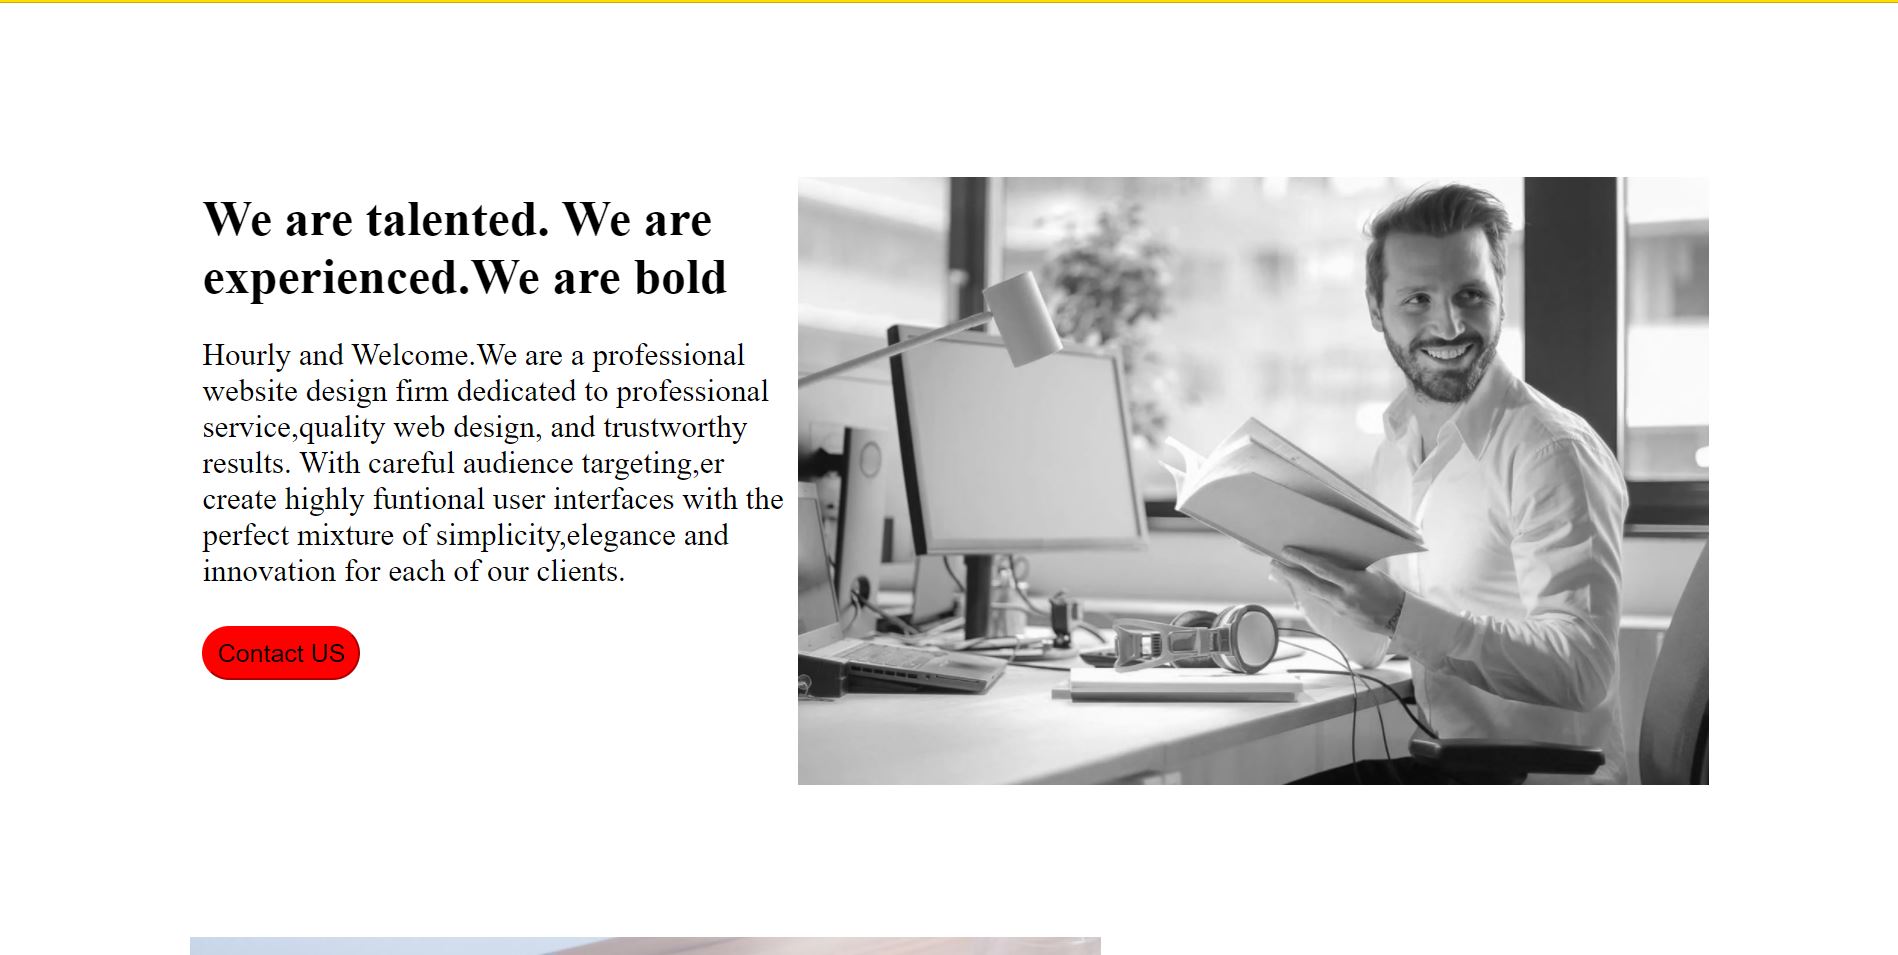 We are talented. We are
experienced.We are bold
Hourly and Welcome.We are a professional
website design firm dedicated to professional
service,quality web design, and trustworthy
results. With careful audience targeting,er
create highly funtional user interfaces with the
perfect mixture of simplicity,elegance and
innovation for each of our clients.
Contact US